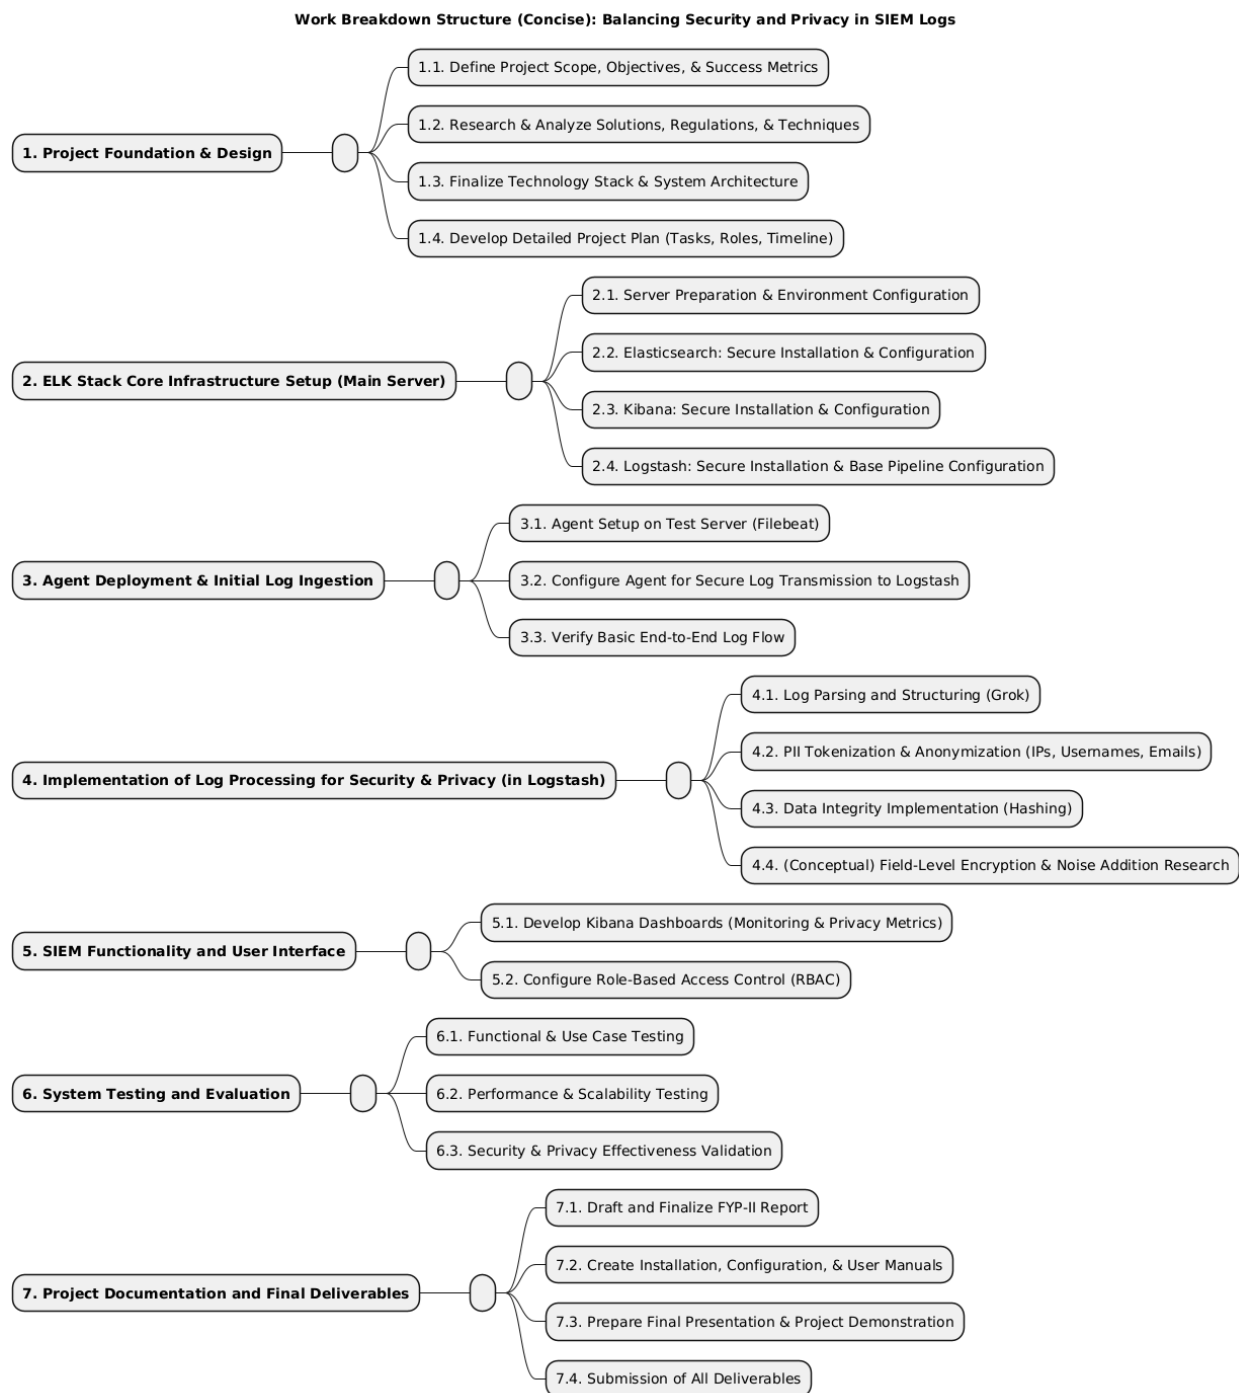 Work Breakdown Structure (Concise): Balancing Security and Privacy in SIEM Logs
1. Project Foundation & Design
1.1. Define Project Scope, Objectives, & Success Metrics
1.2. Research & Analyze Solutions, Regulations, & Techniques
1.3. Finalize Technology Stack & System Architecture
1.4. Develop Detailed Project Plan (Tasks, Roles, Timeline)
2. ELK Stack Core Infrastructure Setup (Main Server)
2.1. Server Preparation & Environment Configuration
2.2. Elasticsearch: Secure Installation & Configuration
2.3. Kibana: Secure Installation & Configuration
2.4. Logstash: Secure Installation & Base Pipeline Configuration
3. Agent Deployment & Initial Log Ingestion
3.1. Agent Setup on Test Server (Filebeat)
3.2. Configure Agent for Secure Log Transmission to Logstash
3.3. Verify Basic End-to-End Log Flow
4. Implementation of Log Processing for Security & Privacy (in Logstash)
4.1. Log Parsing and Structuring (Grok)
4.2. PII Tokenization & Anonymization (IPs, Usernames, Emails)
4.3. Data Integrity Implementation (Hashing)
4.4. (Conceptual) Field-Level Encryption & Noise Addition Research
5. SIEM Functionality and User Interface
5.1. Develop Kibana Dashboards (Monitoring & Privacy Metrics)
5.2. Configure Role-Based Access Control (RBAC)
6. System Testing and Evaluation
6.1. Functional & Use Case Testing
6.2. Performance & Scalability Testing
6.3. Security & Privacy Effectiveness Validation
7. Project Documentation and Final Deliverables
7.1. Draft and Finalize FYP-II Report
7.2. Create Installation, Configuration, & User Manuals
7.3. Prepare Final Presentation & Project Demonstration
7.4. Submission of All Deliverables